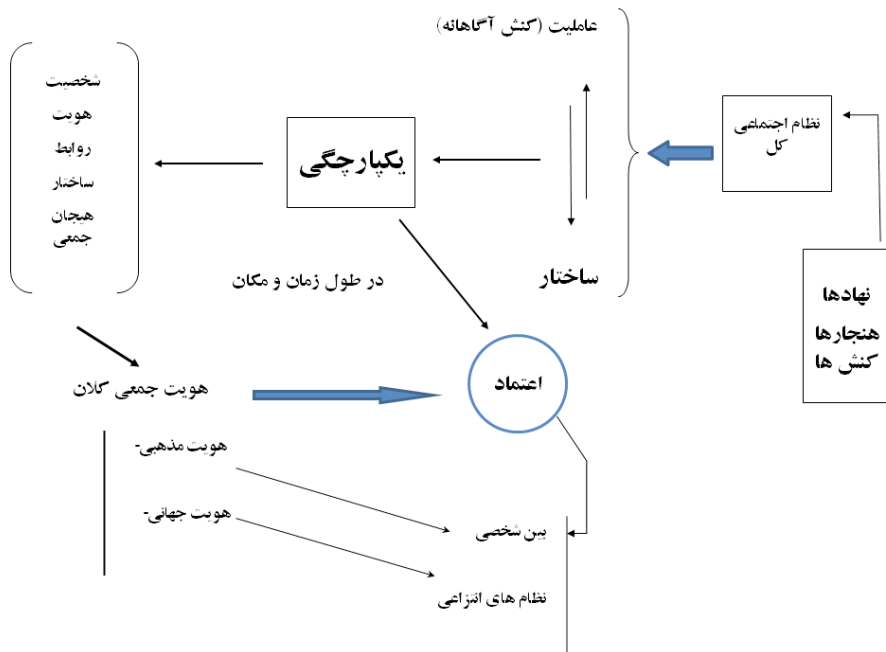 عاملیت (کنش آگاهانه)
نظام اجتماعی
کل
نهادها
هنجارها
کنش ها
ساختار
یکپارچگی
در طول زمان و مکان
شخصیت
هویت
روابط
ساختار
هیجان
جمعی
اعتماد
هویت جمعی کلان
هویت مذهبی-
هویت جهانی-
بین شخصی
نظام های انتزاعی